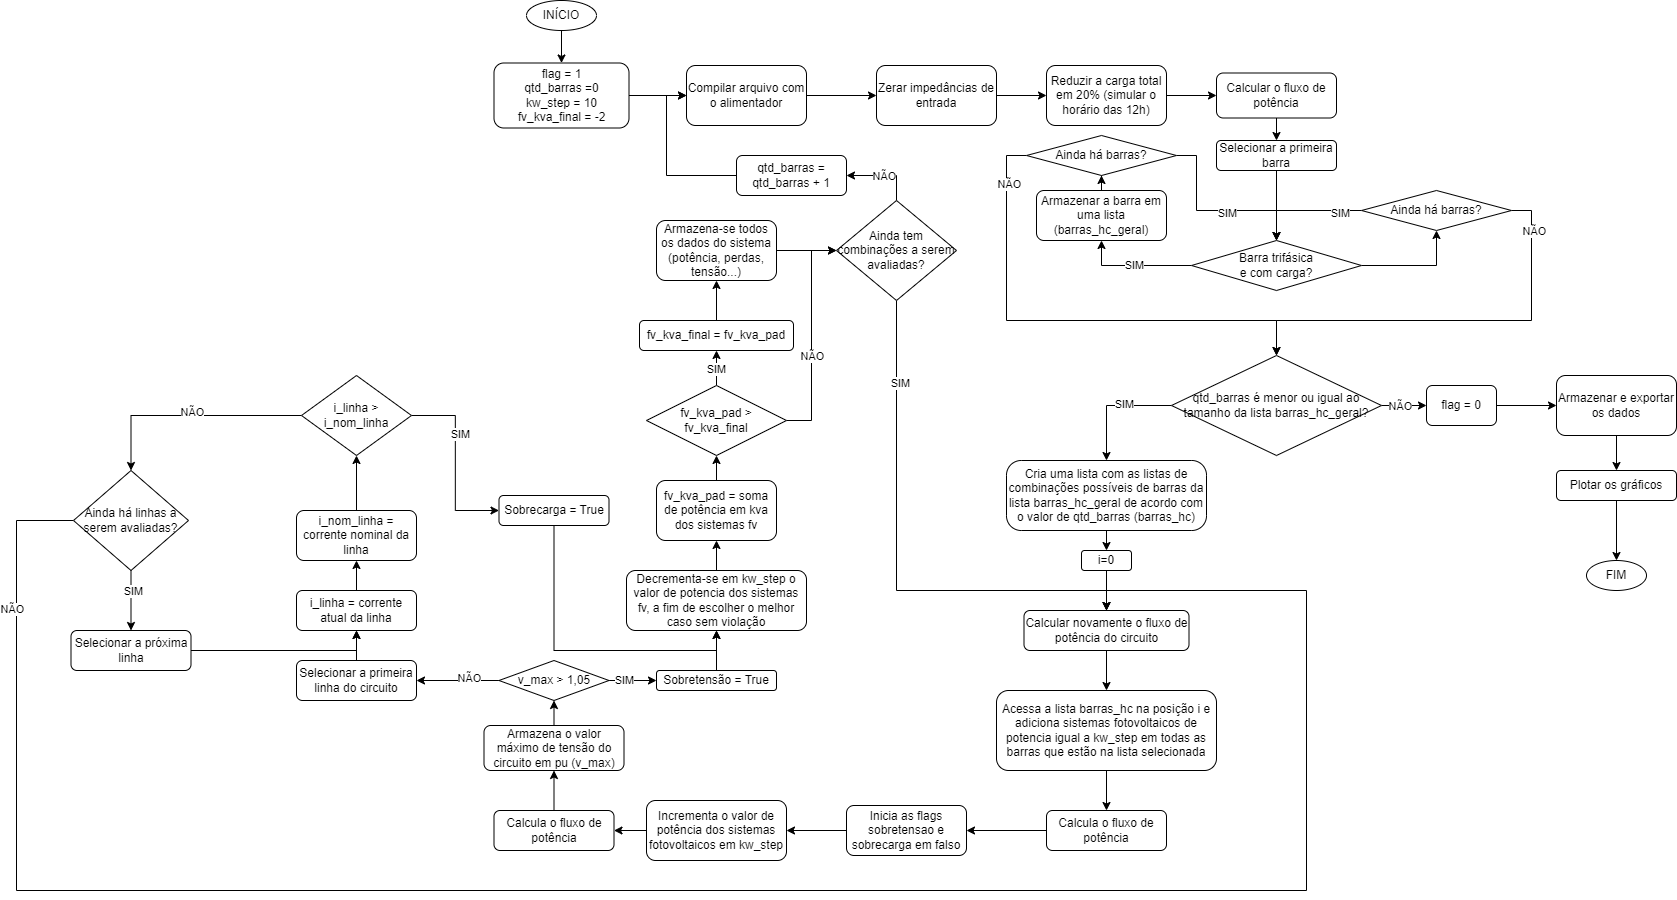 INÍCIO
flag = 1
qtd_barras =0
kw_step = 10
fv_kva_final = -2
Compilar arquivo com
o alimentador
Zerar impedâncias de
entrada
Reduzir a carga total
em 20% (simular o
horário das 12h)
Calcular o fluxo de
potência
Selecionar a primeira
barra
Ainda há barras?
NÃO
SIM
Armazenar a barra em
uma lista
(barras_hc_geral)
SIM
Barra trifásica
e com carga?
SIM
Ainda há barras?
NÃO
qtd_barras =
qtd_barras + 1
NÃO
Ainda tem
combinações a serem
avaliadas?
SIM
Armazena-se todos
os dados do sistema
(potência, perdas,
tensão...)
fv_kva_final = fv_kva_pad
SIM
NÃO
fv_kva_pad >
fv_kva_final
fv_kva_pad = soma
de potência em kva
dos sistemas fv
Decrementa-se em kw_step o
valor de potencia dos sistemas
fv, a fim de escolher o melhor
caso sem violação
qtd_barras é menor ou igual ao
tamanho da lista barras_hc_geral?
SIM
NÃO
flag = 0
Armazenar e exportar
os dados
Plotar os gráficos
FIM
Cria uma lista com as listas de
combinações possíveis de barras da
lista barras_hc_geral de acordo com
o valor de qtd_barras (barras_hc)
i=0
Calcular novamente o fluxo de
potência do circuito
Acessa a lista barras_hc na posição i e
adiciona sistemas fotovoltaicos de
potencia igual a kw_step em todas as
barras que estão na lista selecionada
Calcula o fluxo de
potência
Inicia as flags
sobretensao e
sobrecarga em falso
Incrementa o valor de
potência dos sistemas
fotovoltaicos em kw_step
Calcula o fluxo de
potência
Armazena o valor
máximo de tensão do
circuito em pu (v_max)
v_max > 1,05
SIM
Sobretensão = True
NÃO
Selecionar a primeira
linha do circuito
i_linha = corrente
atual da linha
i_nom_linha =
corrente nominal da
linha
i_linha >
i_nom_linha
SIM
Sobrecarga = True
NÃO
Ainda há linhas a
serem avaliadas?
SIM
Selecionar a próxima
linha
NÃO